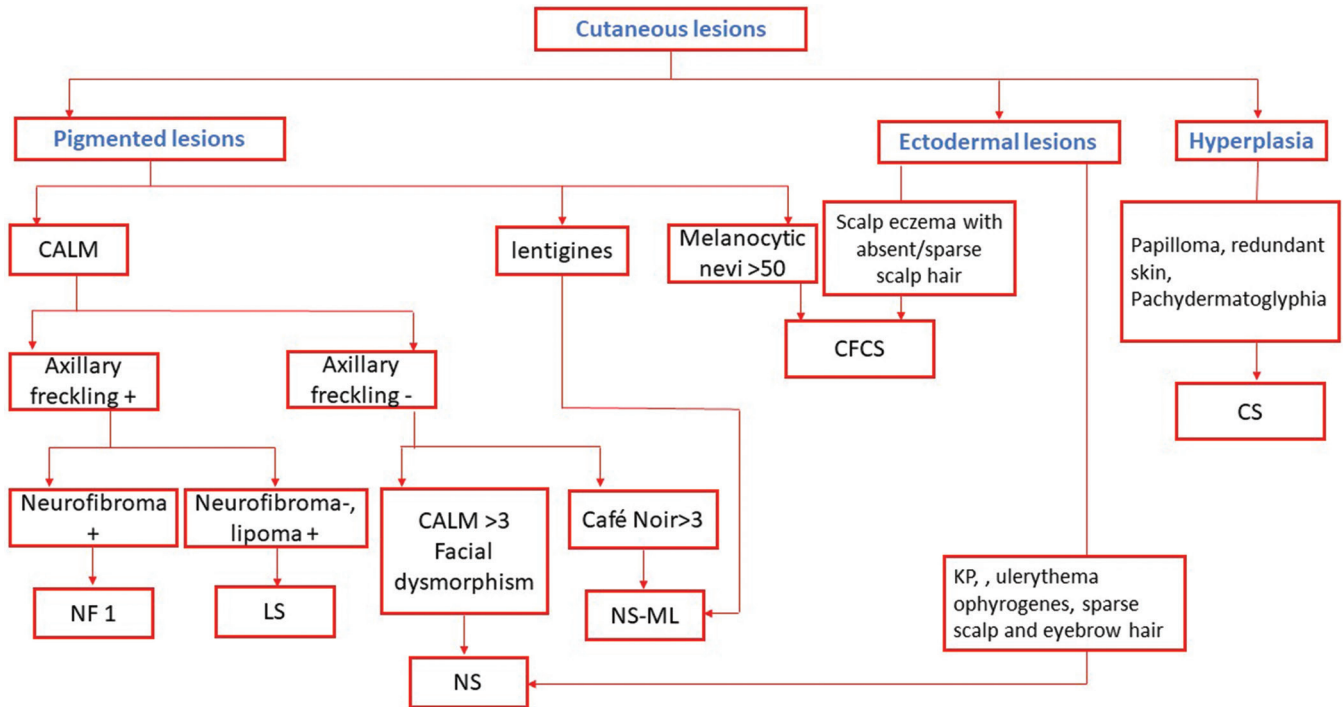 Cutaneous lesions
Pigmented lesions
Ectodermal lesions
Hyperplasia
CALM
lentigines
Melanocytic
nevi >50
Scalp eczema with
absent/sparse
scalp hair
Papilloma, redundant
skin,
Pachydermatoglyphia
CFCS
Axillary
freckling +
Axillary
freckling -
CS
Neurofibroma
+
Neurofibroma-,
lipoma +
CALM >3
Facial
dysmorphism
Café Noir>3
KP, , ulerythema
ophyrogenes, sparse
scalp and eyebrow hair
NF 1
LS
NS-ML
NS